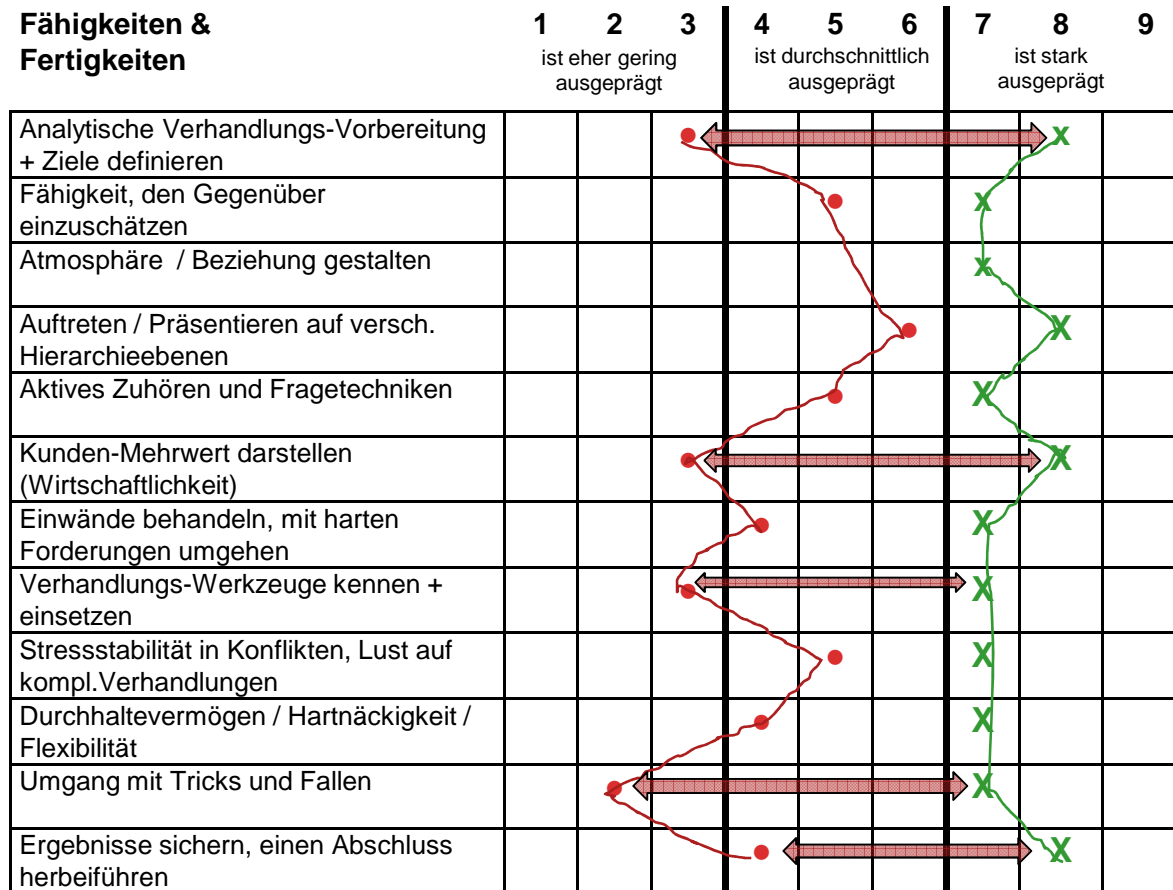 Fähigkeiten &
Fertigkeiten
1 2 3 4 5 6 7 8 9
ist eher gering
ausgeprägt
ist durchschnittlich
ausgeprägt
ist stark
ausgeprägt
Analytische Verhandlungs-Vorbereitung
+ Ziele definieren
X
Fähigkeit, den Gegenüber
einzuschätzen
X
Atmosphäre / Beziehung gestalten
X
Auftreten / Präsentieren auf versch.
Hierarchieebenen
X
Aktives Zuhören und Fragetechniken
X
Kunden-Mehrwert darstellen
(Wirtschaftlichkeit)
X
Einwände behandeln, mit harten
Forderungen umgehen
X
Verhandlungs-Werkzeuge kennen +
einsetzen
X
Stressstabilität in Konflikten, Lust auf
kompl.Verhandlungen
X
Durchhaltevermögen / Hartnäckigkeit /
Flexibilität
X
Umgang mit Tricks und Fallen
X
Ergebnisse sichern, einen Abschluss
herbeiführen
X